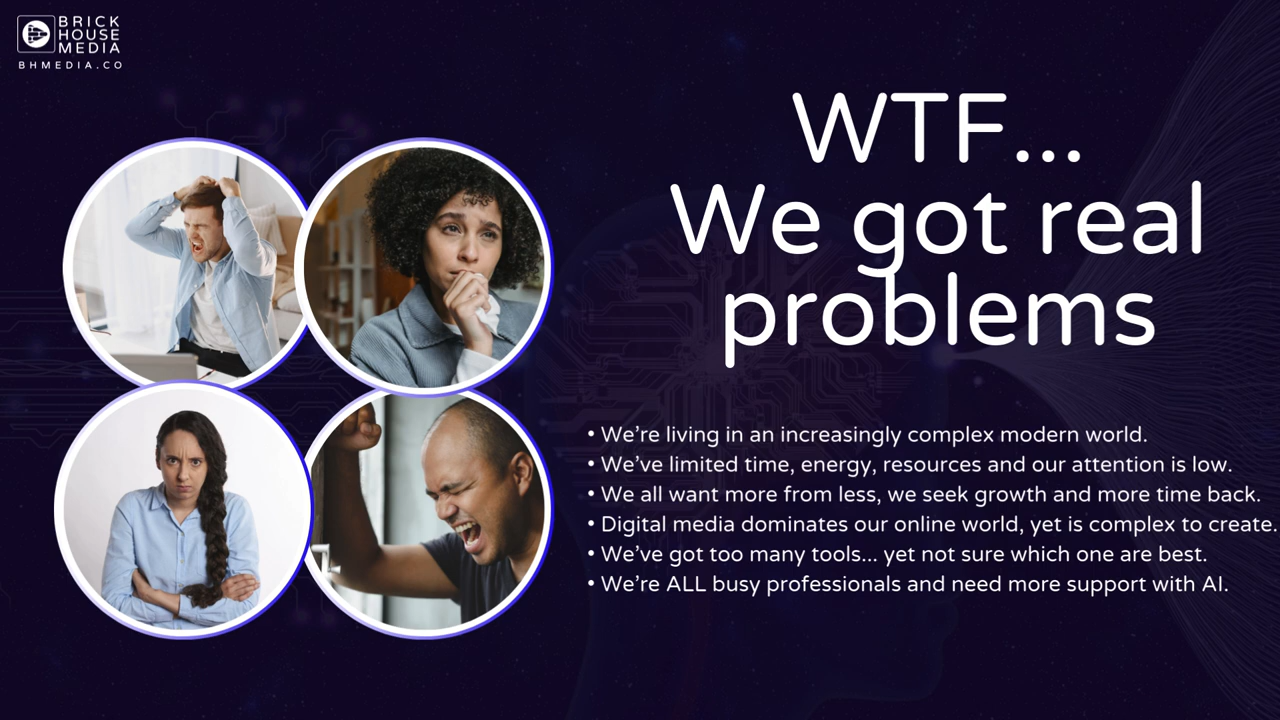 BRICK
HOUSE
MEDIA
BHMEDIA.CO
WTF...
We got real
problems
• We're living in an increasingly complex modern world.
• We've limited time, energy, resources and our attention is low.
• We all want more from less, we seek growth and more time back.
• Digital media dominates our online world, yet is complex to create.
• We've got too many tools... yet not sure which one are best.
• We're ALL busy professionals and need more support with AI.